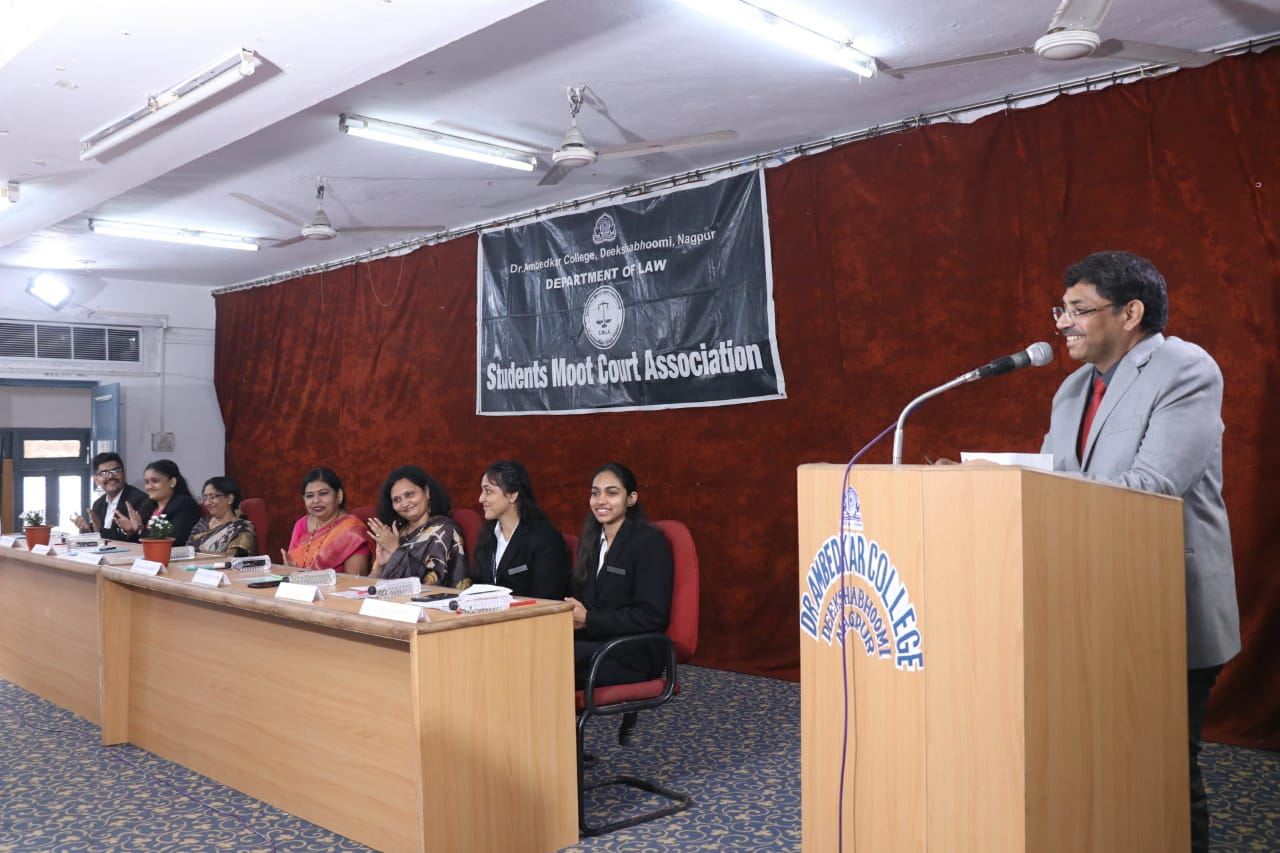 Dr.Ambedkar College, Deekshabhoomi, Nagpur
DEPARTMENT OF LAW
S.M.C.A
Students Moot Court Association
DR.AMBEDKAR COLLEGE
DEEKSHABHOOMI
NAGPUR